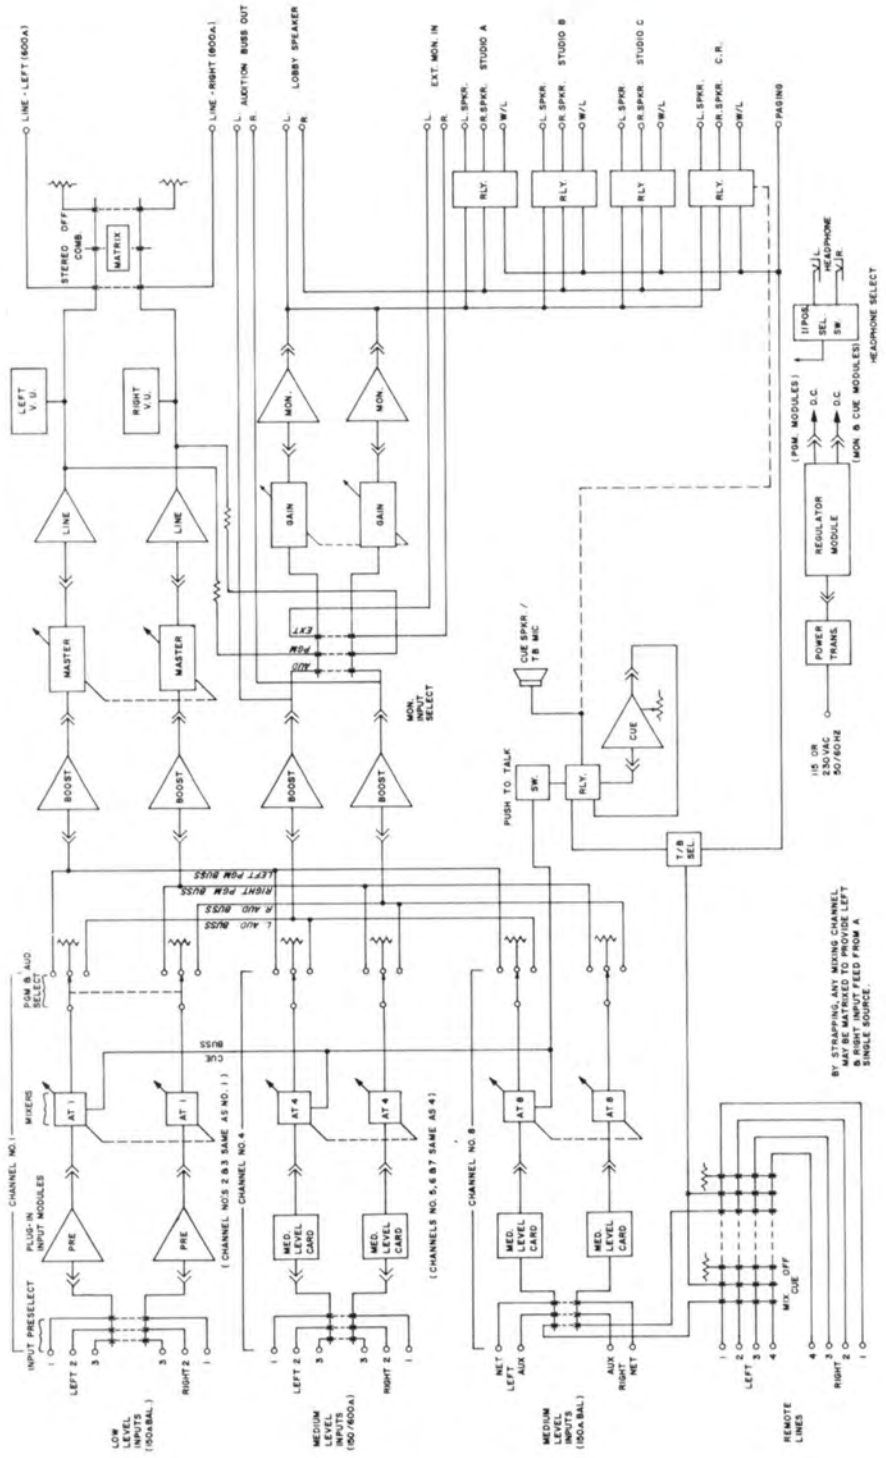 CHANNEL NO. 1
INPUT PRESELECT
PLUG-IN
INPUT MODULES
MIXERS
PGM & AUD
SELECT
1
LEFT 2
3
3
RIGHT 2
1
LOW
LEVEL
INPUTS
(150Ω BAL.)
PRE
PRE
AT 1
AT 1
(CHANNEL NO'S 2 & 3 SAME AS NO. 1)
CUE
BUSS
LEFT PGM BUSS
RIGHT PGM BUSS
R. AUD BUSS
L. AUD BUSS
BOOST
BOOST
BOOST
BOOST
MASTER
MASTER
LINE
LINE
LEFT
V.U.
RIGHT
V.U.
STEREO
COMB.
OFF
MATRIX
LINE - LEFT (600Ω)
LINE - RIGHT (600Ω)
L.
AUDITION BUSS OUT
R.
L.
LOBBY SPEAKER
R.
CHANNEL NO. 4
1
LEFT 2
3
3
RIGHT 2
1
MEDIUM
LEVEL
INPUTS
(150/600Ω)
MED.
LEVEL
CARD
MED.
LEVEL
CARD
AT 4
AT 4
(CHANNELS NO. 5, 6 & 7 SAME AS 4)
MON.
INPUT
SELECT
AUD
PGM
EXT
GAIN
GAIN
MON.
MON.
L.
EXT. MON. IN
R.
L. SPKR.
R. SPKR. STUDIO A
W/L
RLY.
L. SPKR.
R. SPKR. STUDIO B
W/L
RLY.
L. SPKR
R. SPKR. STUDIO C
W/L
RLY.
L. SPKR.
R. SPKR. C.R.
W/L
RLY.
PAGING
CHANNEL NO. 8
NET
LEFT
AUX
AUX
RIGHT
NET
MEDIUM
LEVEL
INPUTS
(150Ω BAL)
MED.
LEVEL
CARD
MED.
LEVEL
CARD
AT 8
AT 8
PUSH TO TALK
SW.
CUE SPKR. /
TB MIC
RLY.
CUE
T/B
SEL.
REMOTE
LINES
1
2
LEFT
3
4
4
3
RIGHT
2
1
MIX
CUE
OFF
BY STRAPPING, ANY MIXING CHANNEL
MAY BE MATRIXED TO PROVIDE LEFT
& RIGHT INPUT FEED FROM A
SINGLE SOURCE.
115 OR
230 VAC
50/60 HZ
POWER
TRANS.
REGULATOR
MODULE
(PGM. MODULES)
D.C.
D.C.
(MON. & CUE MODULES)
11 POS.
SEL.
SW.
L.
HEADPHONE
R.
HEADPHONE SELECT